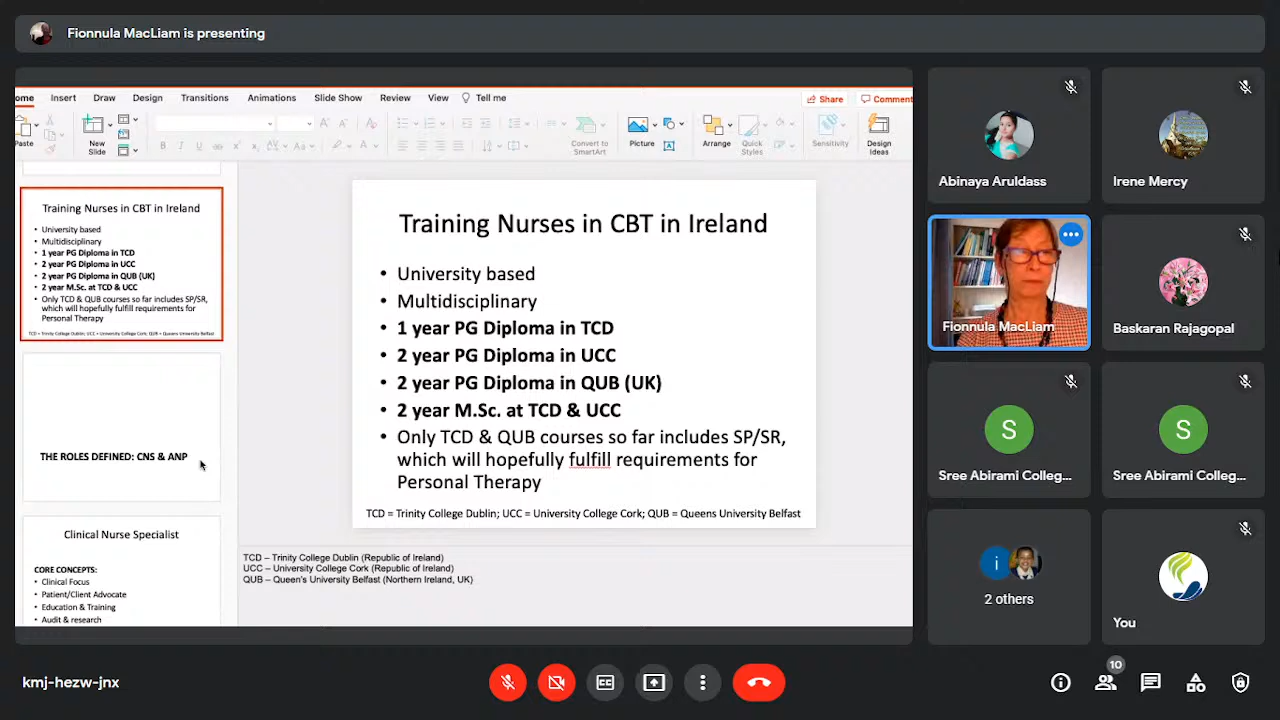 Fionnula MacLiam is presenting
ome Insert Draw Design Transitions Animations Slide Show Review View Tell me
Share Comment
Paste
New
Slide
Convert to
SmartArt
Picture
Arrange
Quick
Styles
Sensitivity
Design
Ideas
Training Nurses in CBT in Ireland
• University based
• Multidisciplinary
• 1 year PG Diploma in TCD
• 2 year PG Diploma in UCC
• 2 year PG Diploma in QUB (UK)
• 2 year M.Sc. at TCD & UCC
• Only TCD & QUB courses so far includes SP/SR,
which will hopefully fulfill requirements for
Personal Therapy
TCD = Trinity College Dublin; UCC = University College Cork; QUB = Queens University Belfast
THE ROLES DEFINED: CNS & ANP
Clinical Nurse Specialist
CORE CONCEPTS:
• Clinical Focus
• Patient/Client Advocate
• Education & Training
• Audit & research
Training Nurses in CBT in Ireland
• University based
• Multidisciplinary
• 1 year PG Diploma in TCD
• 2 year PG Diploma in UCC
• 2 year PG Diploma in QUB (UK)
• 2 year M.Sc. at TCD & UCC
• Only TCD & QUB courses so far includes SP/SR,
which will hopefully fulfill requirements for
Personal Therapy
TCD = Trinity College Dublin; UCC = University College Cork; QUB = Queens University Belfast
TCD – Trinity College Dublin (Republic of Ireland)
UCC – University College Cork (Republic of Ireland)
QUB – Queen's University Belfast (Northern Ireland, UK)
Abinaya Aruldass
Irene Mercy
Fionnula MacLiam
Baskaran Rajagopal
S
Sree Abirami Colleg...
S
Sree Abirami Colleg...
i
2 others
You
kmj-hezw-jnx
10